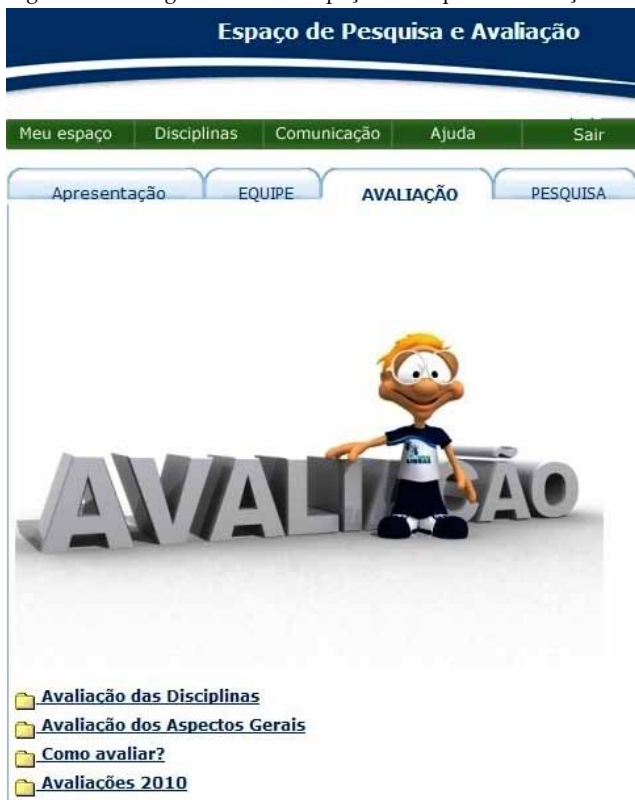 Espaço de Pesquisa e Avaliação
Meu espaço Disciplinas Comunicação Ajuda Sair
Apresentação EQUIPE AVALIAÇÃO PESQUISA
AVALIAÇÃO
Avaliação das Disciplinas
Avaliação dos Aspectos Gerais
Como avaliar?
Avaliações 2010